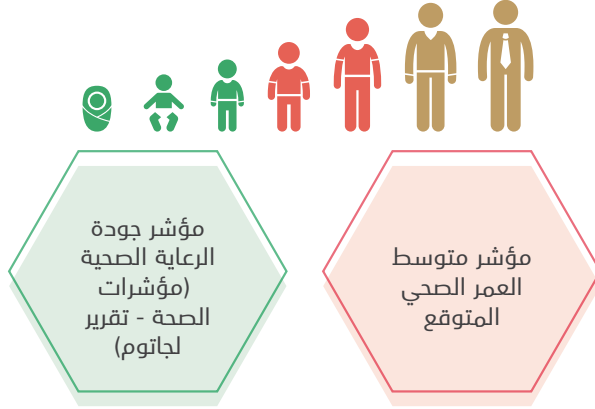 مؤشر متوسط
العمر الصحي
المتوقع
مؤشر جودة
الرعاية الصحية
(مؤشرات
الصحة - تقرير
لجاتوم)